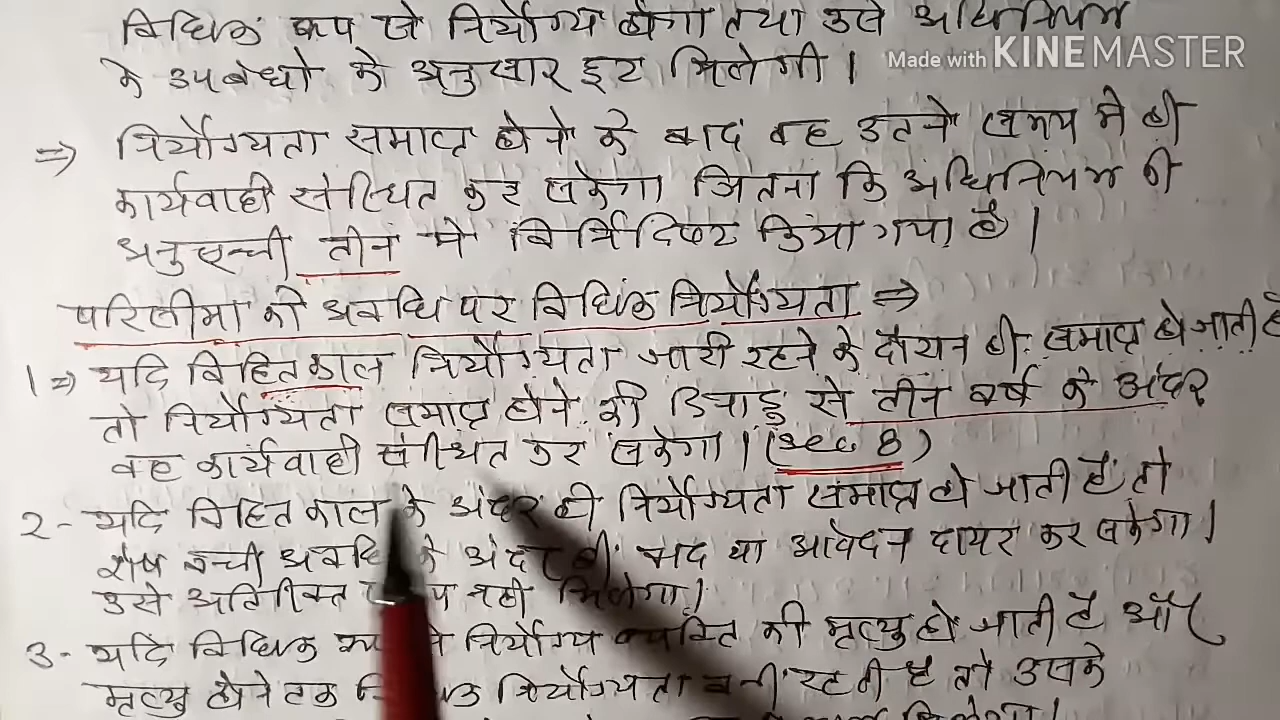 विधिक रूप से निर्योग्य होगा तथा उसे अधिनियम
के उपबंधो के अनुसार छूट मिलेगी।
Made with KINEMASTER
⇒ निर्योग्यता समाप्त होने के बाद वह उतने समय मे ही
कार्यवाही संस्थित कर सकेगा जितना कि अधिनियम की
अनुसूची तीन मे विर्निदिष्ट किया गया है।
परिसीमा की अवधि पर विधिक निर्योग्यता ⇒
1⇒ यदि विहित काल निर्योग्यता जारी रहने के दौरान ही समाप्त हो जाती है
तो निर्योग्यता समाप्त होने की से तीन वर्ष के अंदर
वह कार्यवाही संस्थित कर सकेगा। (sec. 8)
2- यदि विहित काल के अंदर ही निर्योग्यता समाप्त हो जाती है तो
शेष बची अवधि के अंदर ही वाद या आवेदन दायर कर सकेगा।
उसे अतिरिक्त नही मिलेगा।
3- यदि विधिक रूप से निर्योग्य व्यक्ति की मृत्यु हो जाती है और
मृत्यु होने तक निर्योग्यता बनी रहती है तो उसके
मिलेगा।